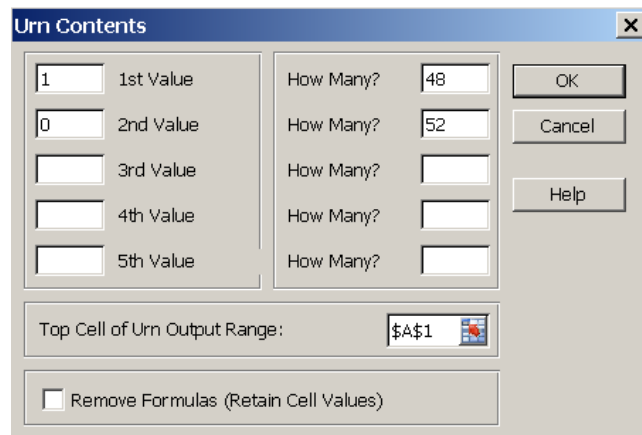 Urn Contents
1 1st Value How Many? 48 OK
0 2nd Value How Many? 52 Cancel
3rd Value How Many?
4th Value How Many? Help
5th Value How Many?
Top Cell of Urn Output Range: $A$1
Remove Formulas (Retain Cell Values)